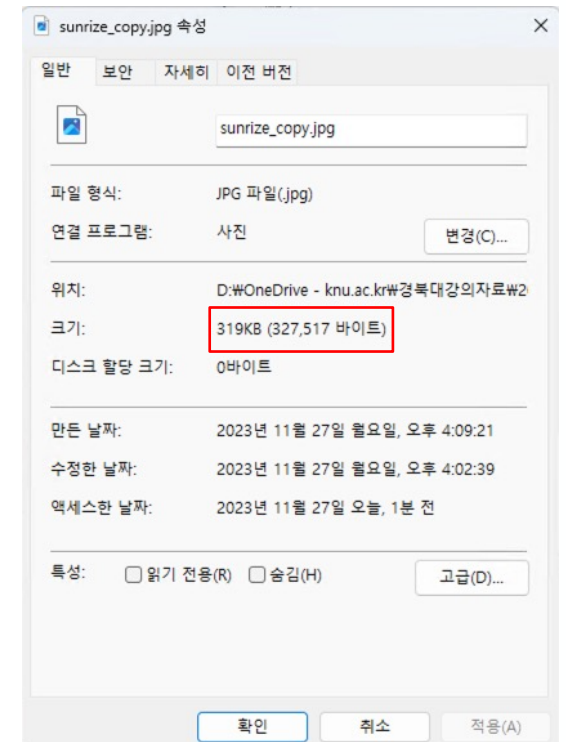 sunrize_copy.jpg 속성
일반 보안 자세히 이전 버전
sunrize_copy.jpg
파일 형식: JPG 파일(.jpg)
연결 프로그램: 사진 변경(C)...
위치: D:₩OneDrive - knu.ac.kr₩경북대강의자료₩2
크기: 319KB (327,517 바이트)
디스크 할당 크기: 0바이트
만든 날짜: 2023년 11월 27일 월요일, 오후 4:09:21
수정한 날짜: 2023년 11월 27일 월요일, 오후 4:02:39
액세스한 날짜: 2023년 11월 27일 오늘, 1분 전
특성: 읽기 전용(R) 숨김(H) 고급(D)...
확인 취소 적용(A)